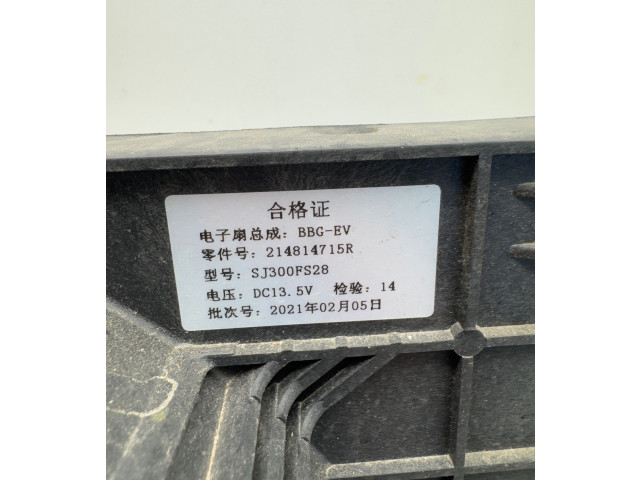 合格证
电子扇总成: BBG-EV
零件号: 214814715R
型号: SJ300FS28
电压: DC13.5V 检验: 14
批次号: 2021年02月05日